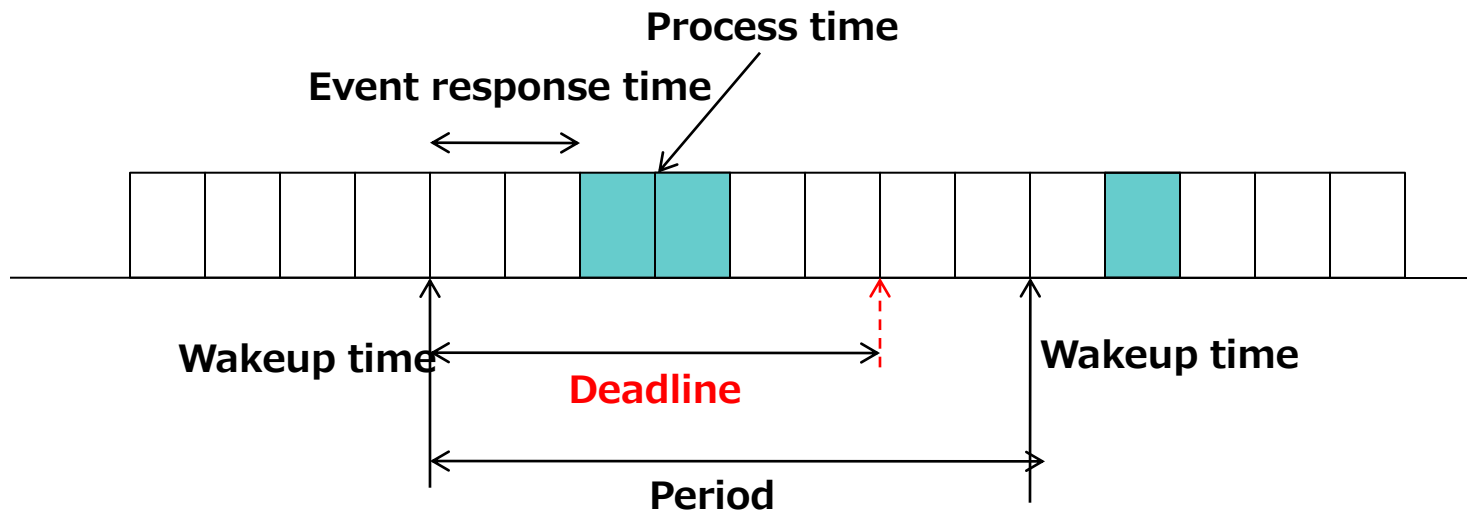 Process time
Event response time
Wakeup time
Wakeup time
Deadline
Period